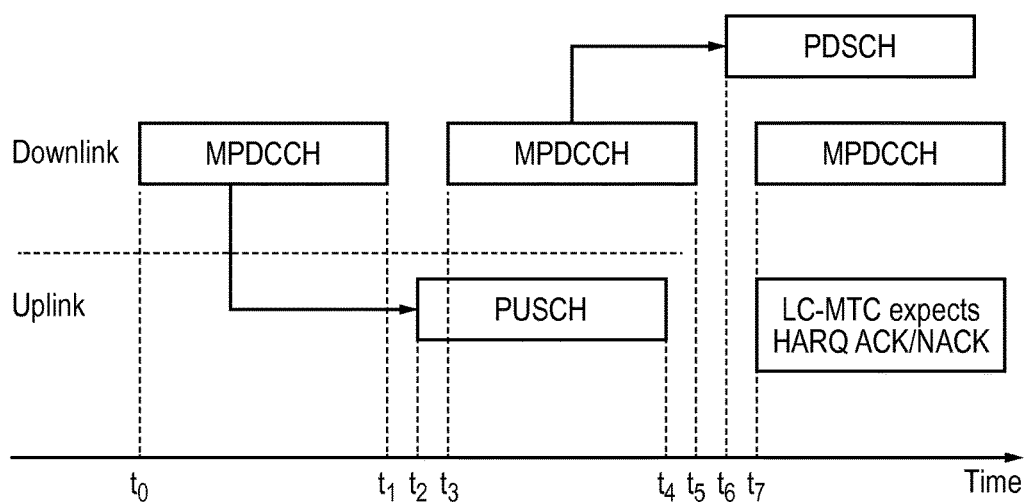 PDSCH
Downlink
MPDCCH
MPDCCH
MPDCCH
Uplink
PUSCH
LC-MTC expects
HARQ ACK/NACK
t0 t1 t2 t3 t4 t5 t6 t7 Time